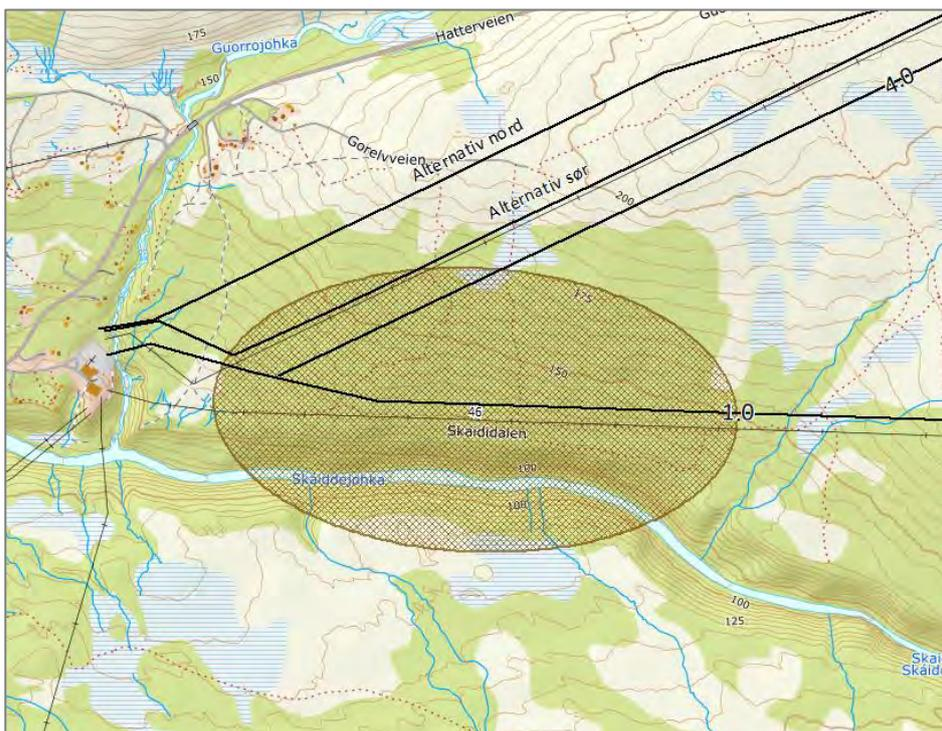 175
Hatterveien
Guorrojohka
150
Gorelvveien
Alternativ nord
Alternativ sør
4.0
200
175
150
46
1.0
Skaididalen
100
Skaiddejohka
100
100
125